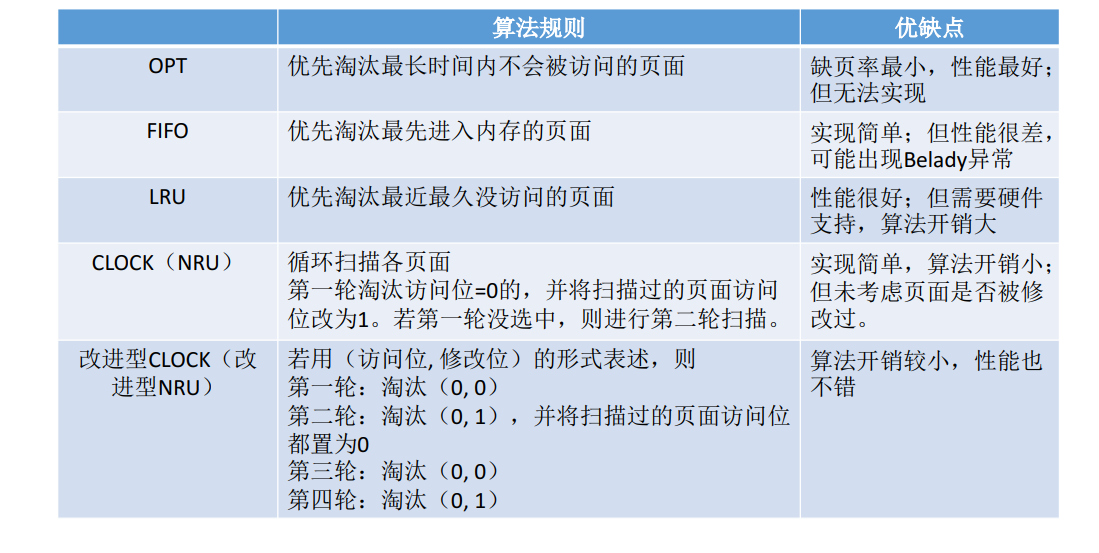 算法规则 优缺点
OPT 优先淘汰最长时间内不会被访问的页面 缺页率最小，性能最好；
但无法实现
FIFO 优先淘汰最先进入内存的页面 实现简单；但性能很差，
可能出现Belady异常
LRU 优先淘汰最近最久没访问的页面 性能很好；但需要硬件
支持，算法开销大
CLOCK（NRU） 循环扫描各页面 实现简单，算法开销小；
第一轮淘汰访问位=0的，并将扫描过的页面访问 但未考虑页面是否被修
位改为1。若第一轮没选中，则进行第二轮扫描。 改过。
改进型CLOCK（改 若用（访问位, 修改位）的形式表述，则 算法开销较小，性能也
进型NRU） 第一轮：淘汰（0, 0） 不错
第二轮：淘汰（0, 1），并将扫描过的页面访问位
都置为0
第三轮：淘汰（0, 0）
第四轮：淘汰（0, 1）